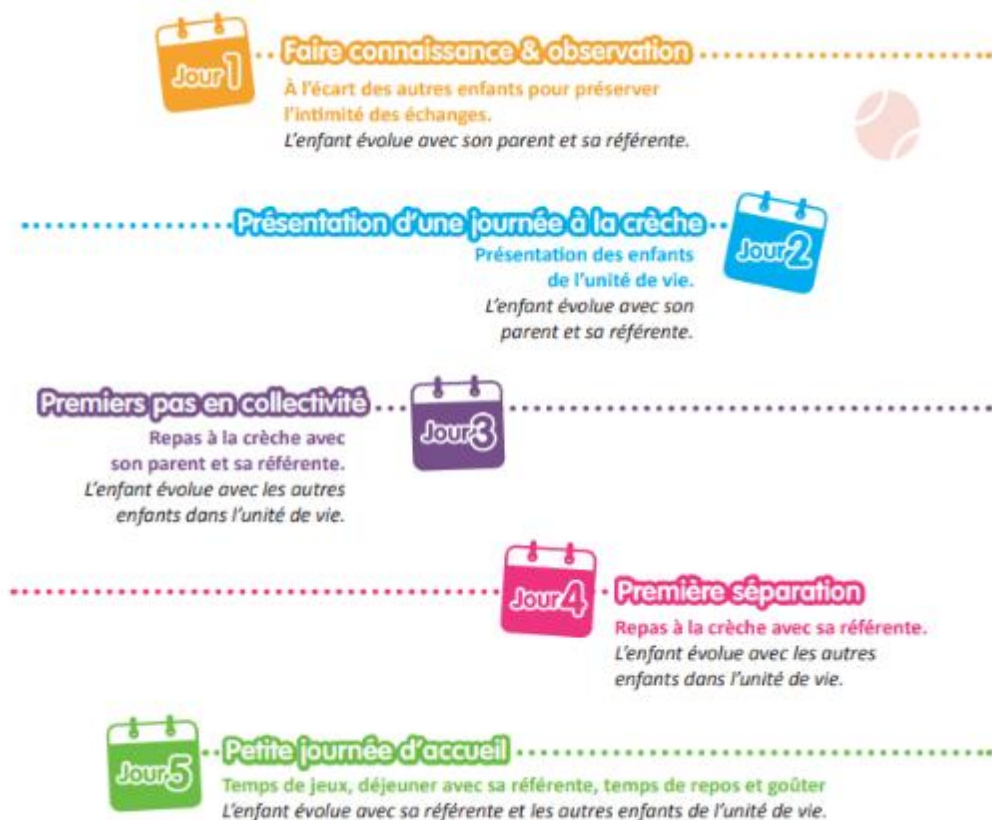 Jour 1
Faire connaissance & observation
À l'écart des autres enfants pour préserver
l'intimité des échanges.
L'enfant évolue avec son parent et sa référente.
Présentation d'une journée à la crèche
Jour 2
Présentation des enfants
de l'unité de vie.
L'enfant évolue avec son
parent et sa référente.
Premiers pas en collectivité
Jour 3
Repas à la crèche avec
son parent et sa référente.
L'enfant évolue avec les autres
enfants dans l'unité de vie.
Jour 4
Première séparation
Repas à la crèche avec sa référente.
L'enfant évolue avec les autres
enfants dans l'unité de vie.
Jour 5
Petite journée d'accueil
Temps de jeux, déjeuner avec sa référente, temps de repos et goûter
L'enfant évolue avec sa référente et les autres enfants de l'unité de vie.